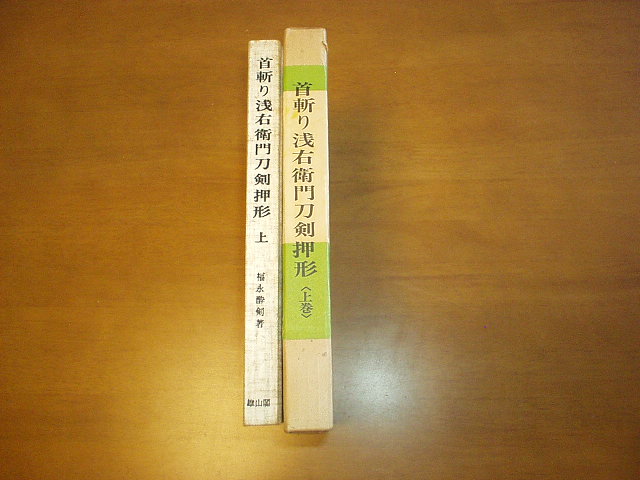 首斬り浅右衛門刀剣押形
〈上巻〉
首斬り浅右衛門刀剣押形 上
福永酔剣著
雄山閣